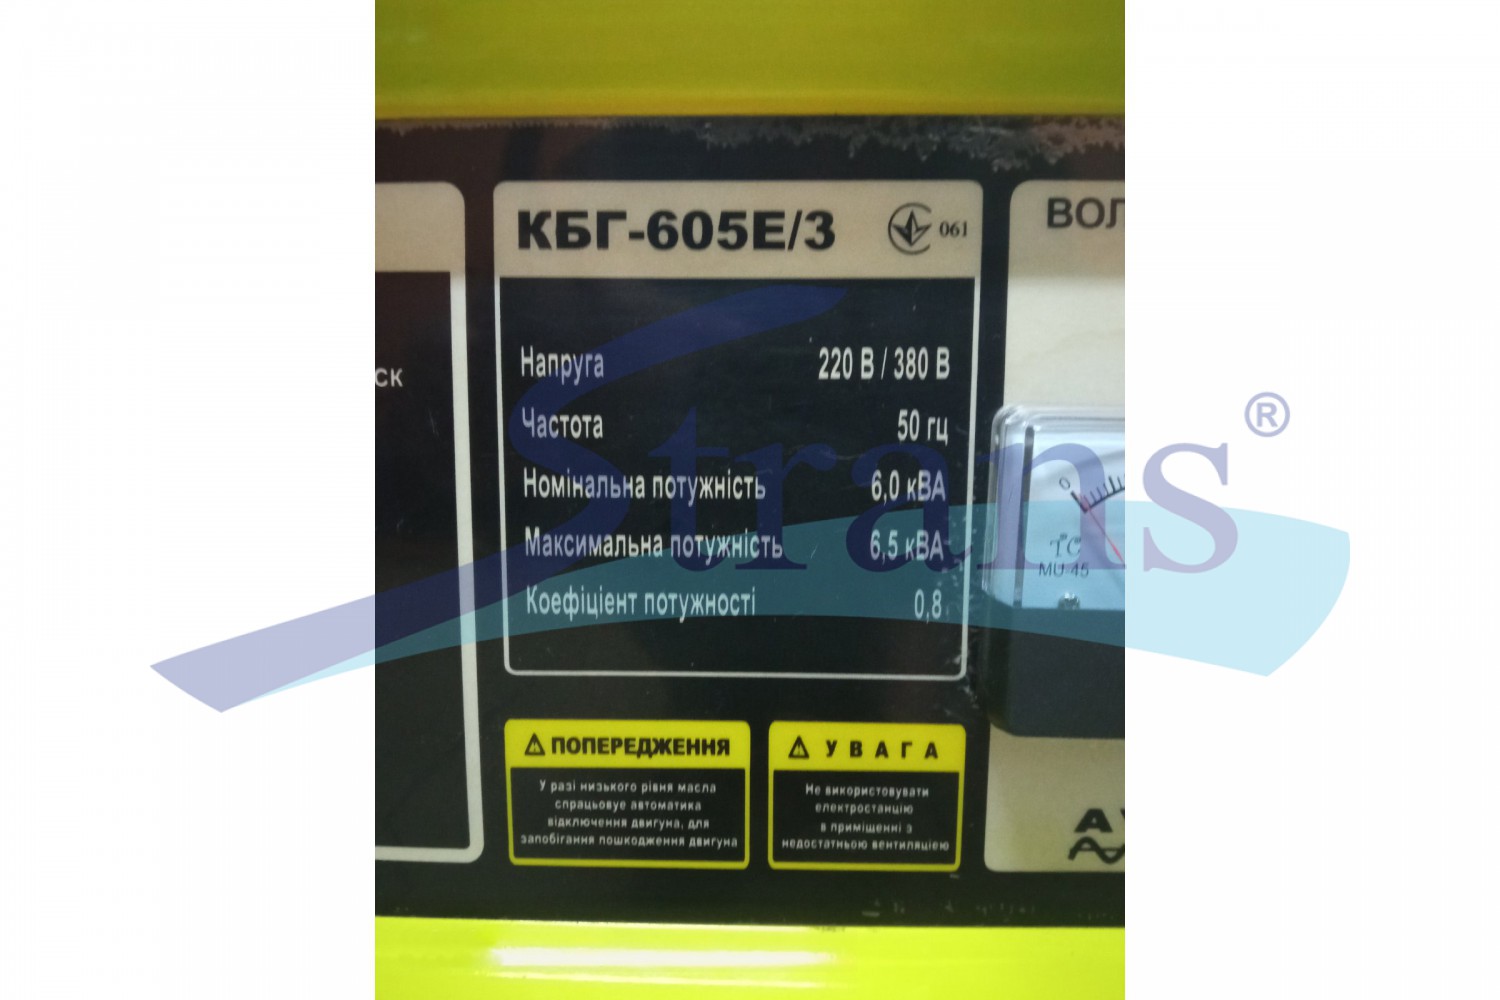 КБГ-605Е/3
061
ВОЛ
ск
Напруга 220 В / 380 В
Частота 50 гц
Номінальна потужність 6,0 кВА
Максимальна потужність 6,5 кВА
Коефіцієнт потужності 0,8
0
TC
MU-45
Strans®
ПОПЕРЕДЖЕННЯ
У разі низького рівня масла
спрацьовує автоматика
відключення двигуна, для
запобігання пошкодження двигуна
УВАГА
Не використовувати
електростанцію
в приміщенні з
недостатньою вентиляцією
А